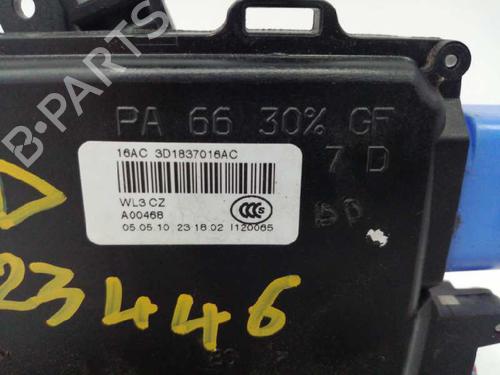 PA 66 30% GF
7 D
16AC 3D1837016AC
WL3 CZ
A00468
CCC S
05.05.10 23 18 02 I120065
23446
B-PARTS